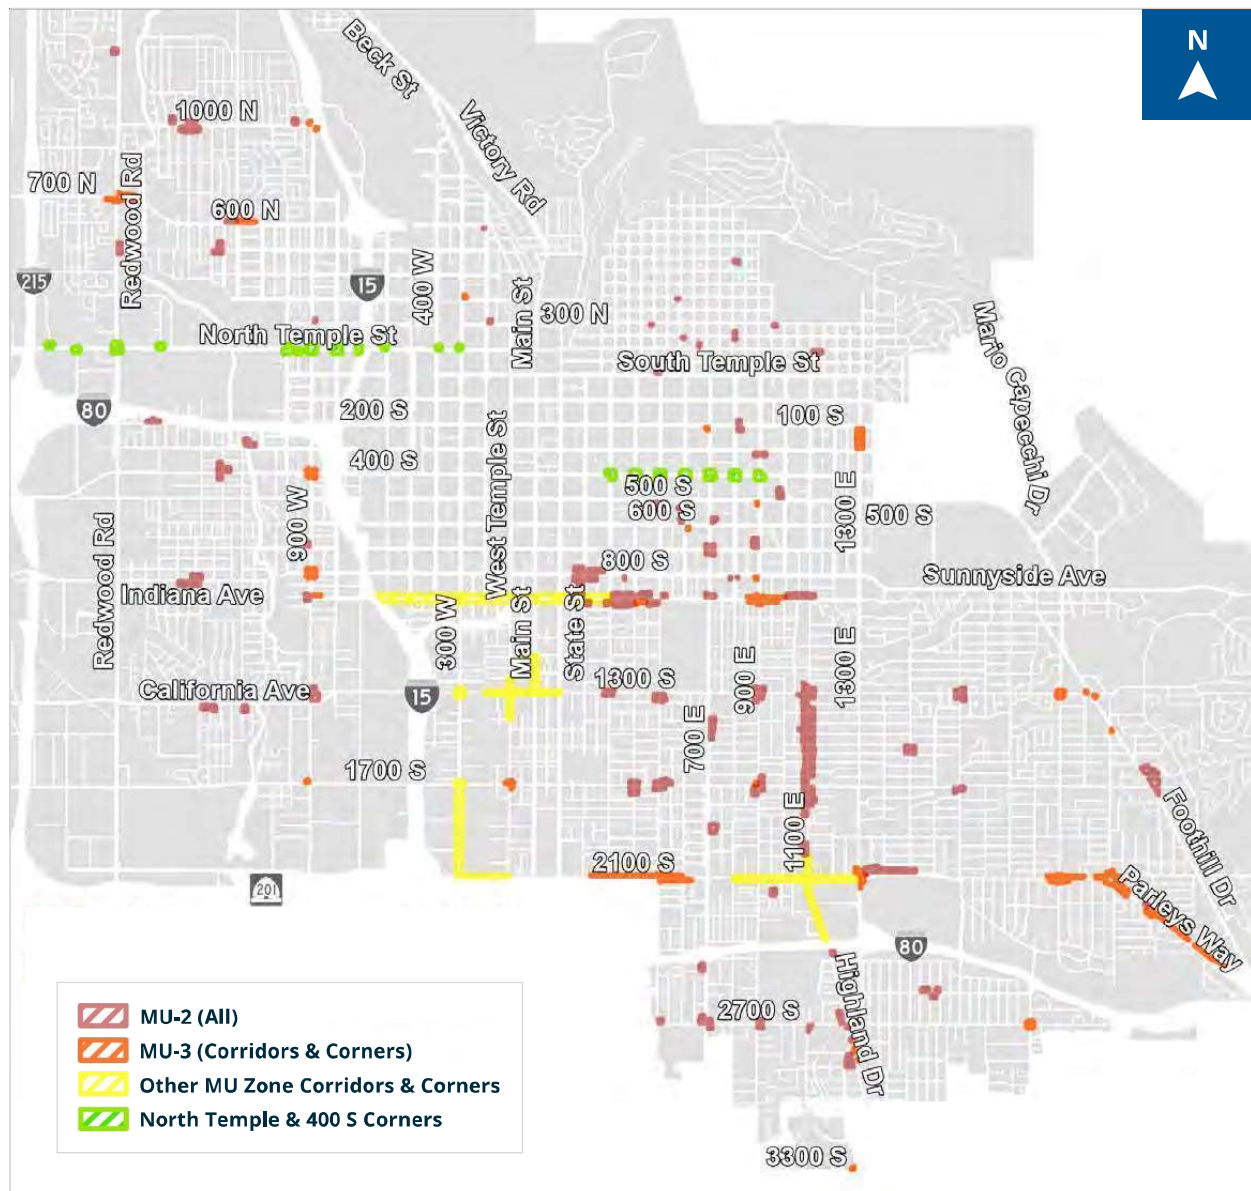 N
Beck St
Victory Rd
1000 N
700 N
Redwood Rd
600 N
215
15
400 W
Main St
300 N
North Temple St
South Temple St
Mario Capecchi Dr
80
200 S
100 S
West Temple St
400 S
500 S
600 S
1300 E
500 S
900 W
Redwood Rd
800 S
Sunnyside Ave
Indiana Ave
300 W
Main St
State St
1300 S
900 E
1300 E
California Ave
15
700 E
1700 S
1100 E
Foothill Dr
2100 S
Parleys Way
201
80
Highland Dr
2700 S
3300 S
MU-2 (All)
MU-3 (Corridors & Corners)
Other MU Zone Corridors & Corners
North Temple & 400 S Corners